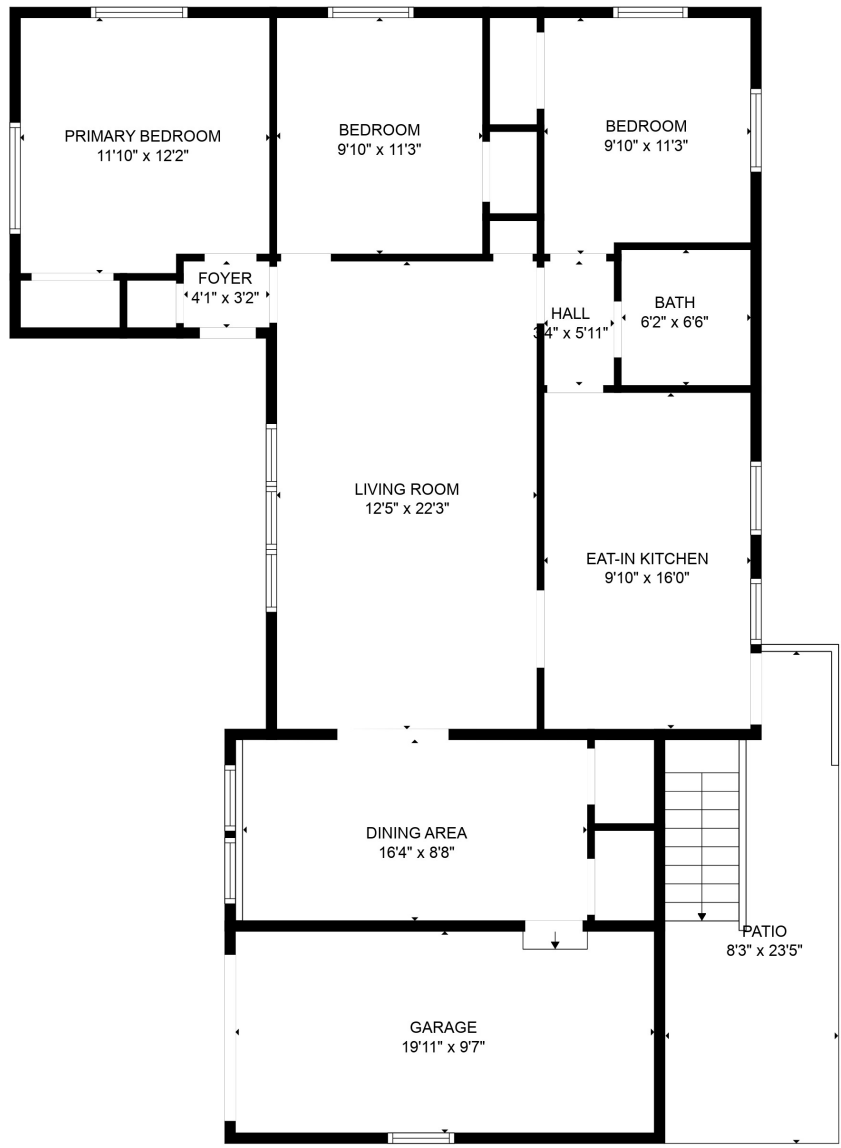 PRIMARY BEDROOM
11'10" x 12'2"
BEDROOM
9'10" x 11'3"
BEDROOM
9'10" x 11'3"
FOYER
4'1" x 3'2"
HALL
3'4" x 5'11"
BATH
6'2" x 6'6"
LIVING ROOM
12'5" x 22'3"
EAT-IN KITCHEN
9'10" x 16'0"
DINING AREA
16'4" x 8'8"
PATIO
8'3" x 23'5"
GARAGE
19'11" x 9'7"